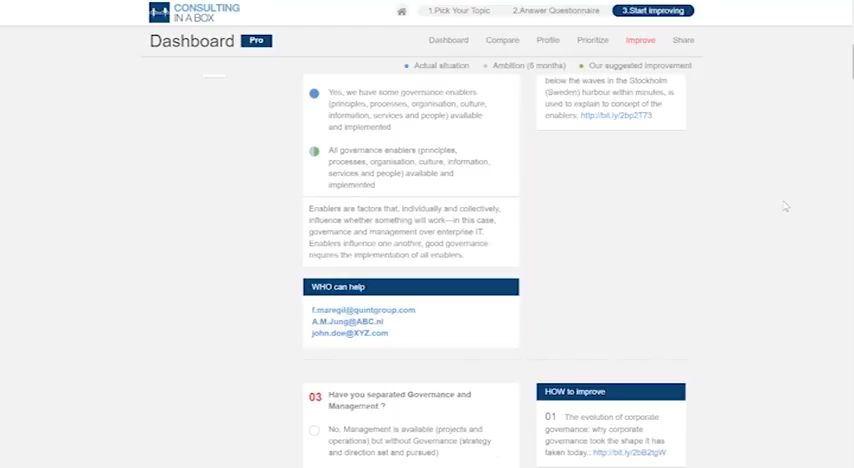 CONSULTING
IN A BOX
1.Pick Your Topic 2.Answer Questionnaire 3.Start improving
Dashboard Pro
Dashboard Compare Profile Prioritize Improve Share
Actual situation Ambition (6 months) Our suggested improvement
Yes, we have some governance enablers
(principles, processes, organisation, culture,
information, services and people) available
and implemented
All governance enablers (principles,
processes, organisation, culture, information,
services and people) available and
implemented
Enablers are factors that, individually and collectively,
influence whether something will work—in this case,
governance and management over enterprise IT.
Enablers influence one another, good governance
requires the implementation of all enablers.
below the waves in the Stockholm
(Sweden) harbour within minutes, is
used to explain to concept of the
enablers: http://bit.ly/2bp2T73
WHO can help
f.maregil@quintgroup.com
A.M.Jung@ABC.nl
john.doe@XYZ.com
03 Have you separated Governance and
Management ?
No, Management is available (projects and
operations) but without Governance (strategy
and direction set and pursued)
HOW to improve
01 The evolution of corporate
governance: why corporate
governance took the shape it has
taken today.: http://bit.ly/2bB2tgW